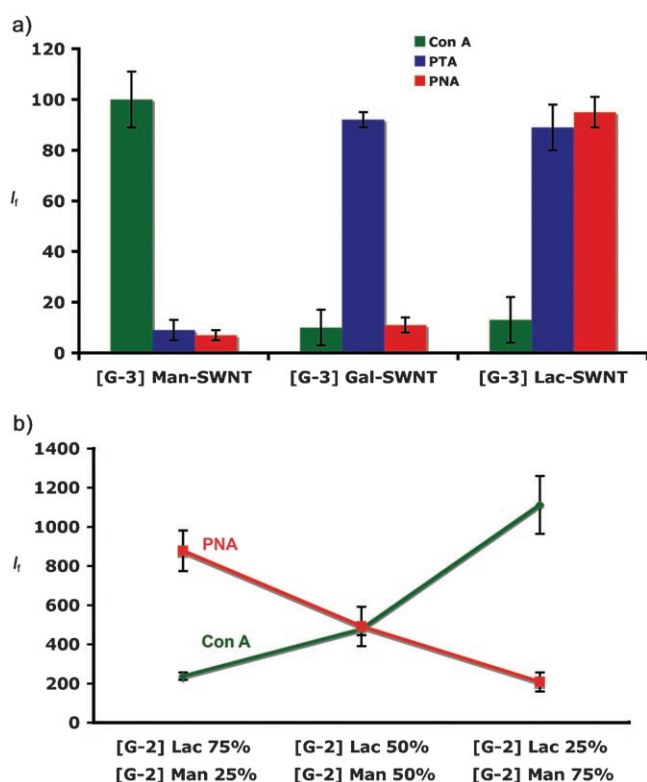 a)
120
Con A
PTA
PNA
100
80
60
40
20
0
If
[G-3] Man-SWNT [G-3] Gal-SWNT [G-3] Lac-SWNT
b)
1400
1200
1000
800
600
400
200
0
If
PNA
Con A
[G-2] Lac 75% [G-2] Lac 50% [G-2] Lac 25%
[G-2] Man 25% [G-2] Man 50% [G-2] Man 75%